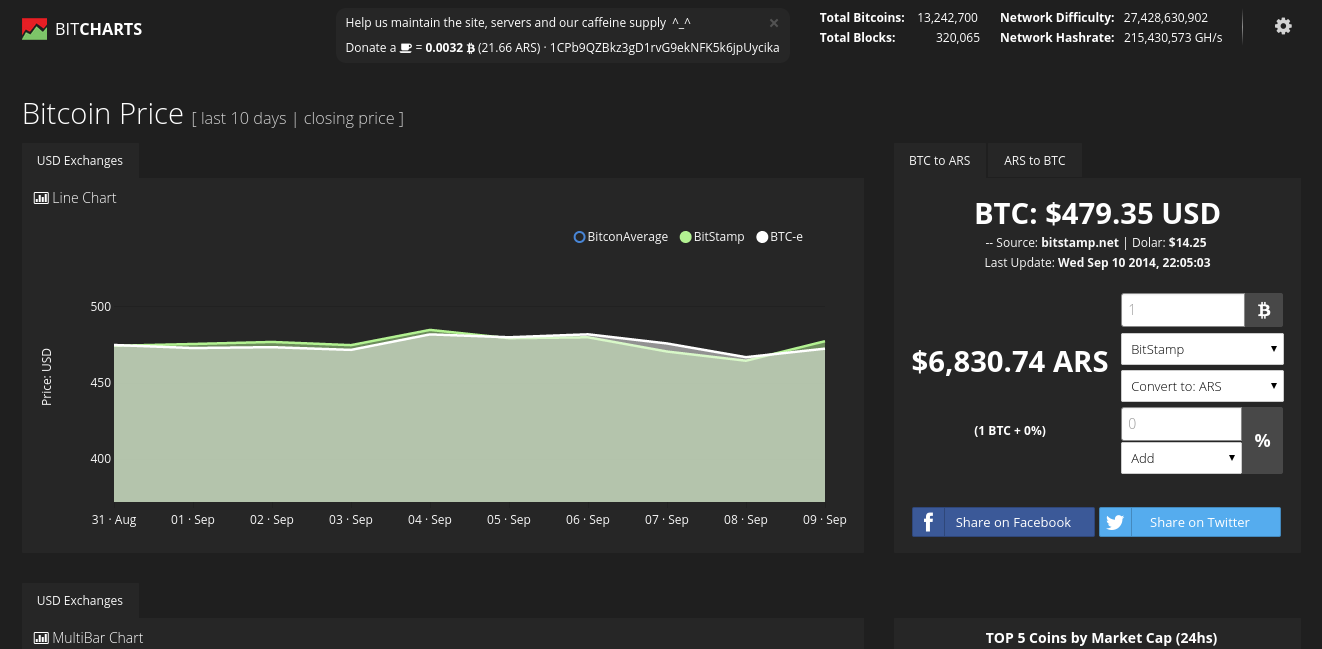 BITCHARTS
Help us maintain the site, servers and our caffeine supply ^_^ ×
Donate a = 0.0032 ₿ (21.66 ARS) · 1CPb9QZBkz3gD1rvG9ekNFK5k6jpUycika
Total Bitcoins: 13,242,700 Network Difficulty: 27,428,630,902
Total Blocks: 320,065 Network Hashrate: 215,430,573 GH/s
Bitcoin Price [ last 10 days | closing price ]
USD Exchanges
Line Chart
BitconAverage BitStamp BTC-e
500
450
400
Price: USD
31 · Aug 01 · Sep 02 · Sep 03 · Sep 04 · Sep 05 · Sep 06 · Sep 07 · Sep 08 · Sep 09 · Sep
BTC to ARS ARS to BTC
BTC: $479.35 USD
-- Source: bitstamp.net | Dolar: $14.25
Last Update: Wed Sep 10 2014, 22:05:03
1 ₿
BitStamp
$6,830.74 ARS
Convert to: ARS
0
(1 BTC + 0%)
%
Add
Share on Facebook Share on Twitter
USD Exchanges
MultiBar Chart
TOP 5 Coins by Market Cap (24hs)